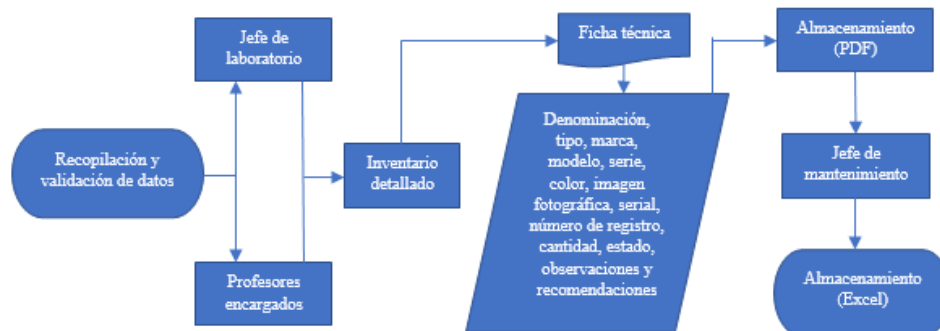 Recopilación y
validación de datos
Jefe de
laboratorio
Profesores
encargados
Inventario
detallado
Ficha técnica
Denominación,
tipo, marca,
modelo, serie,
color, imagen
fotográfica, serial,
número de registro,
cantidad, estado,
observaciones y
recomendaciones
Almacenamiento
(PDF)
Jefe de
mantenimiento
Almacenamiento
(Excel)